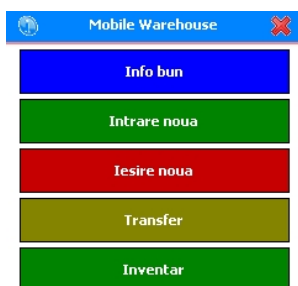 Mobile Warehouse
Info bun
Intrare noua
Iesire noua
Transfer
Inventar